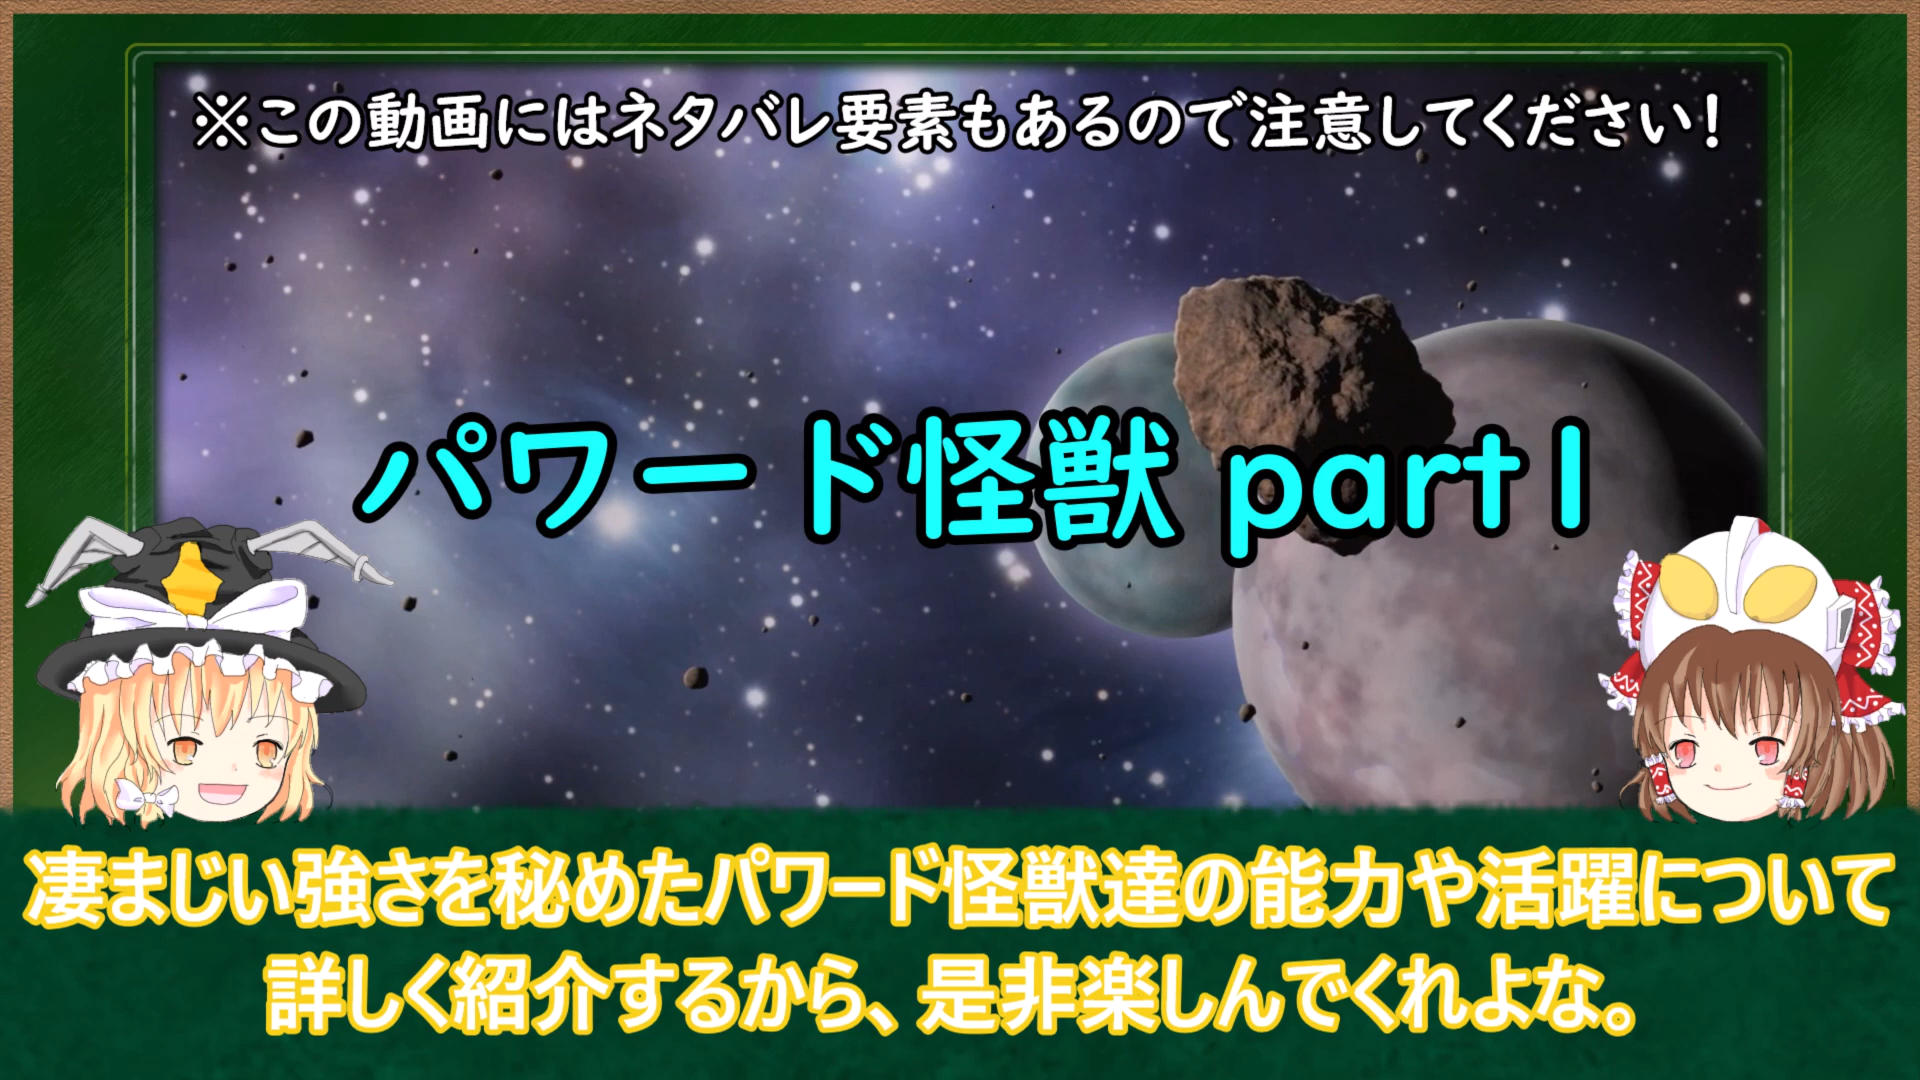 ※この動画にはネタバレ要素もあるので注意してください!
パワード怪獣 part1
凄まじい強さを秘めたパワード怪獣達の能力や活躍について
詳しく紹介するから、是非楽しんでくれよな。